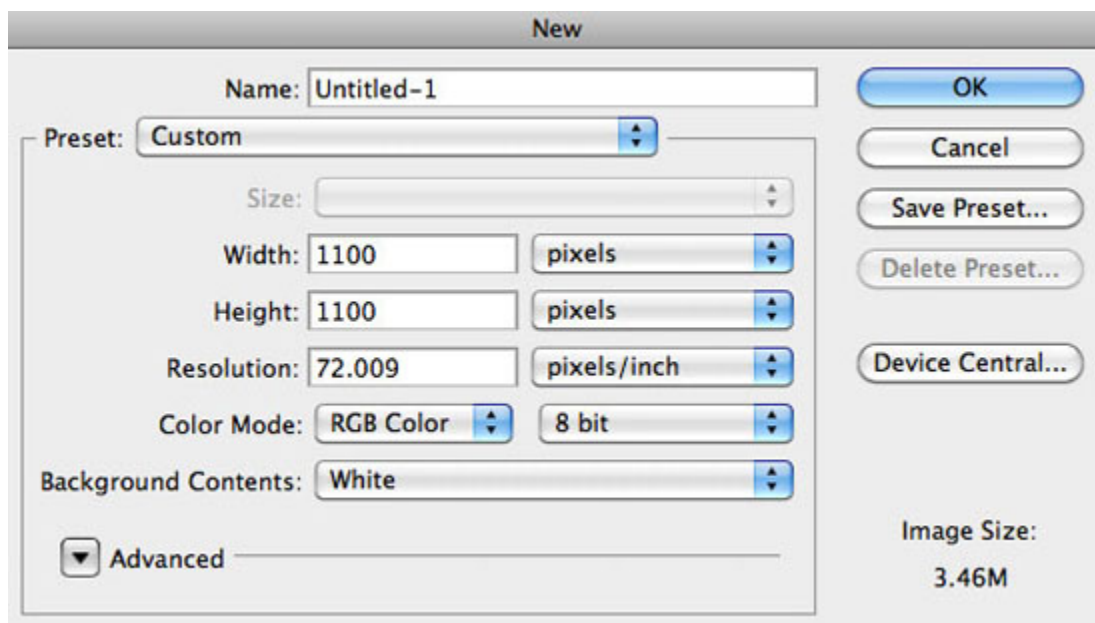 New
Name: Untitled-1
OK
Preset: Custom
Cancel
Size:
Save Preset...
Width: 1100 pixels
Delete Preset...
Height: 1100 pixels
Resolution: 72.009 pixels/inch
Device Central...
Color Mode: RGB Color 8 bit
Background Contents: White
Image Size:
Advanced
3.46M